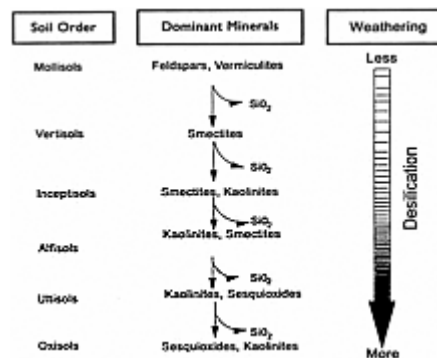 Soil Order Dominant Minerals Weathering
Less
Mollisols Feldspars, Vermiculites
SiO2
Vertisols Smectites
SiO2
Inceptisols Smectites, Kaolinites
SiO2
Kaolinites, Smectites
Alfisols
SiO2
Ultisols Kaolinites, Sesquioxides
SiO2
Oxisols Sesquioxides, Kaolinites
More
Desilication